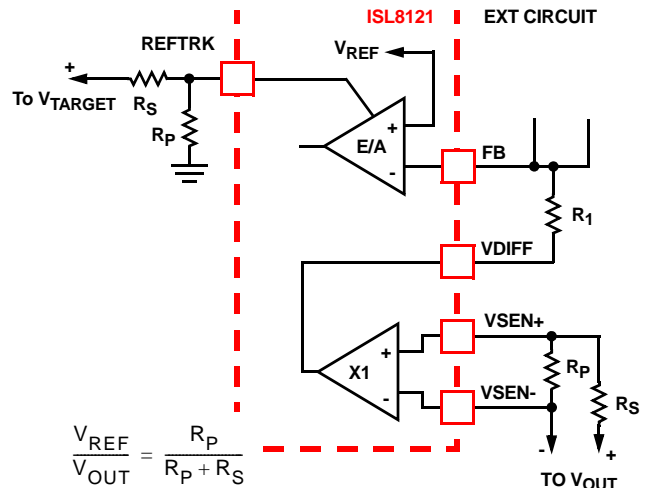 ISL8121 EXT CIRCUIT
REFTRK
VREF
+
To VTARGET
RS
RP
+
E/A
-
FB
R1
VDIFF
VSEN+
+
X1
-
VSEN-
RP
RS
VREF / VOUT = RP / RP + RS
- +
TO VOUT